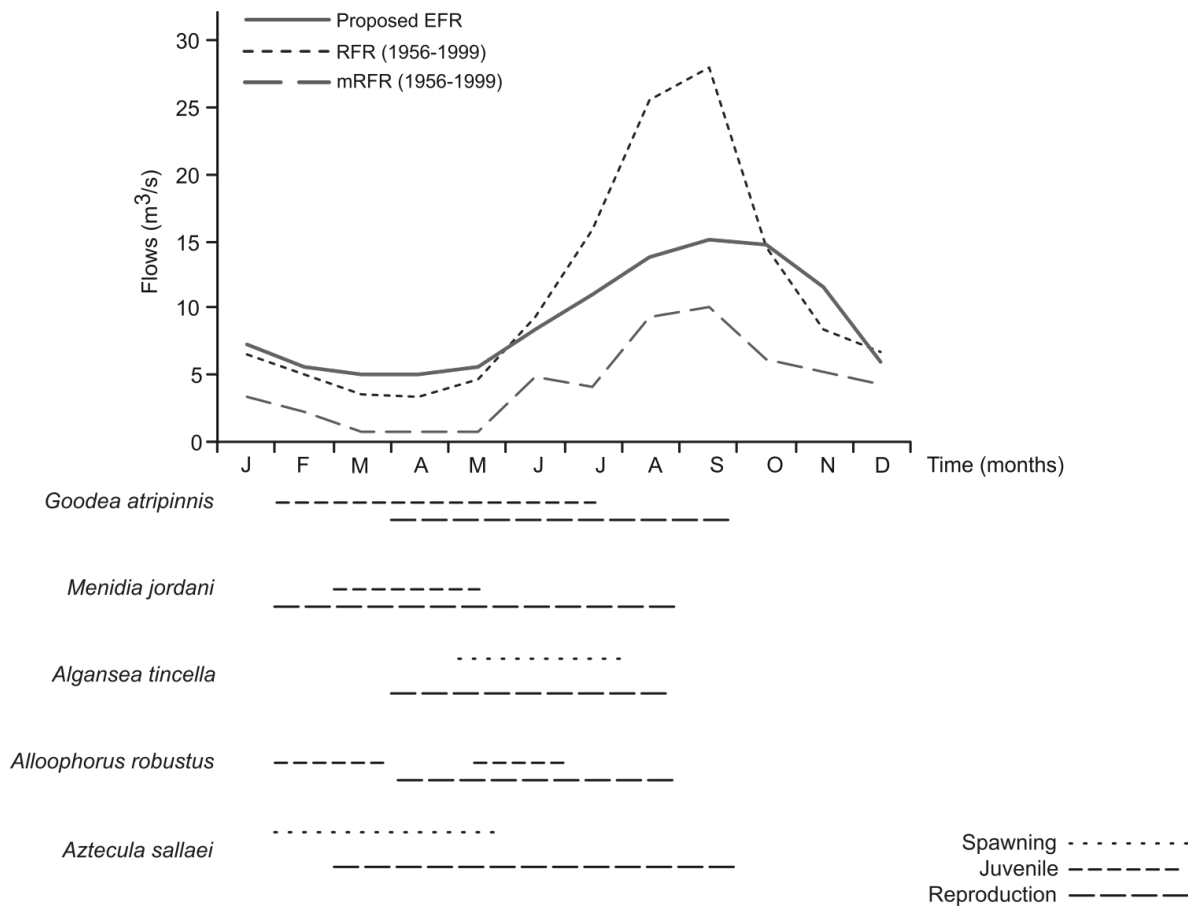 Proposed EFR
RFR (1956-1999)
mRFR (1956-1999)
Flows (m³/s)
30
25
20
15
10
5
0
J F M A M J J A S O N D Time (months)
Goodea atripinnis
Menidia jordani
Algansea tincella
Alloophorus robustus
Aztecula sallaei
Spawning
Juvenile
Reproduction